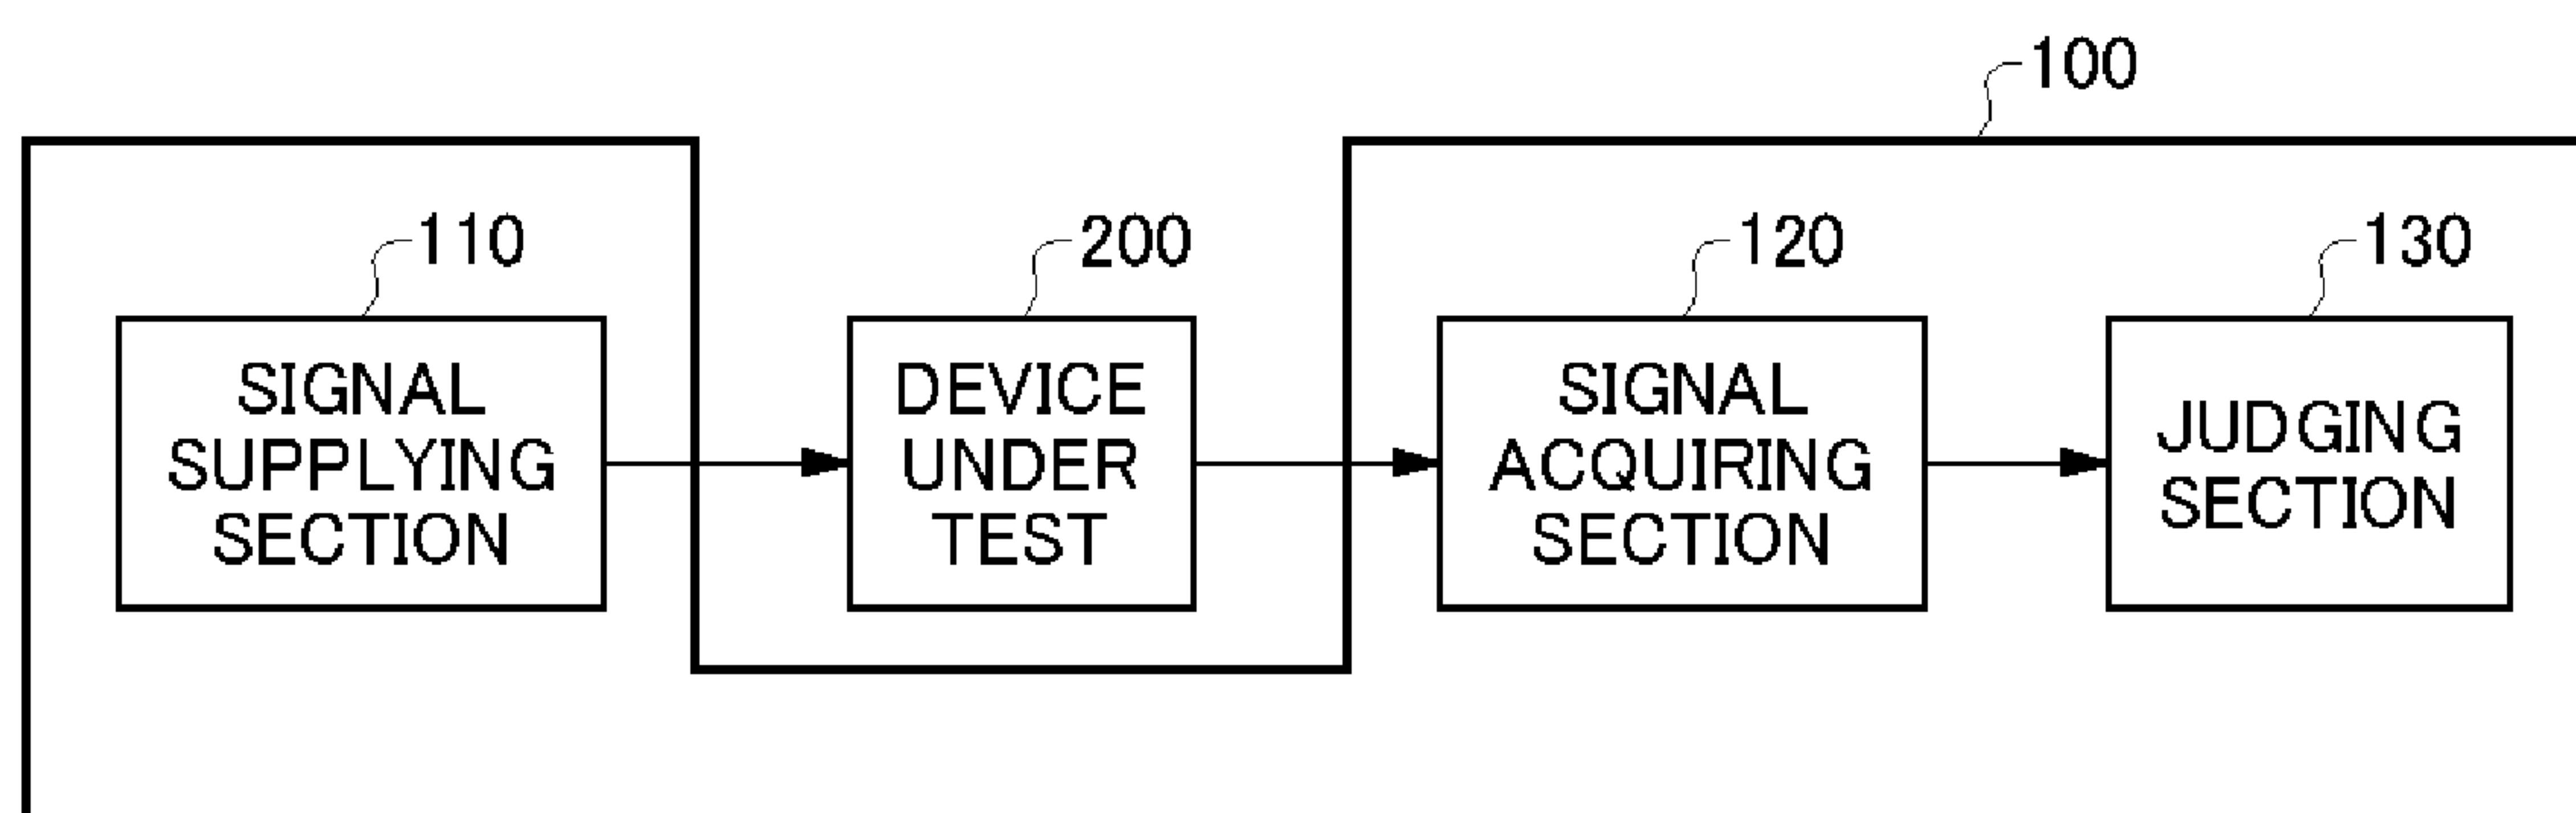 100
110
200
120
130
SIGNAL
SUPPLYING
SECTION
DEVICE
UNDER
TEST
SIGNAL
ACQUIRING
SECTION
JUDGING
SECTION